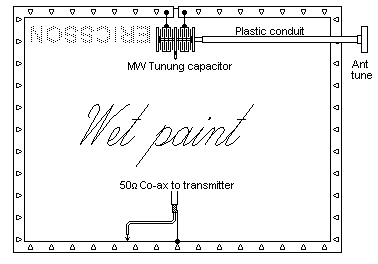 ERICSSON
Plastic conduit
MW Tunung capacitor
Ant
tune
Wet paint
50Ω Co-ax to transmitter